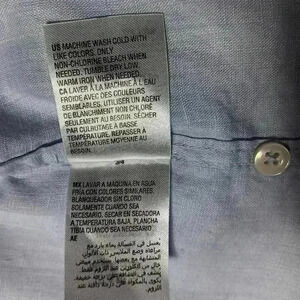 US MACHINE WASH COLD WITH
LIKE COLORS. ONLY
NON-CHLORINE BLEACH WHEN
NEEDED. TUMBLE DRY LOW.
WARM IRON WHEN NEEDED.
CA LAVER À LA MACHINE À L'EAU
FROIDE AVEC DES COULEURS
SEMBLABLES. UTILISER UN AGENT
DE BLANCHIMENT NON CHLORÉ
SEULEMENT AU BESOIN. SÉCHER
PAR CULBUTAGE À BASSE
TEMPÉRATURE. REPASSER À
TEMPÉRATURE MOYENNE AU
BESOIN.
MX LAVAR A MAQUINA EN AGUA
FRIA CON COLORES SIMILARES.
BLANQUEADOR SIN CLORO
SOLAMENTE CUANDO SEA
NECESARIO. SECAR EN SECADORA
A TEMPERATURA BAJA. PLANCHA
TIBIA CUANDO SEA NECESARIO.
AE